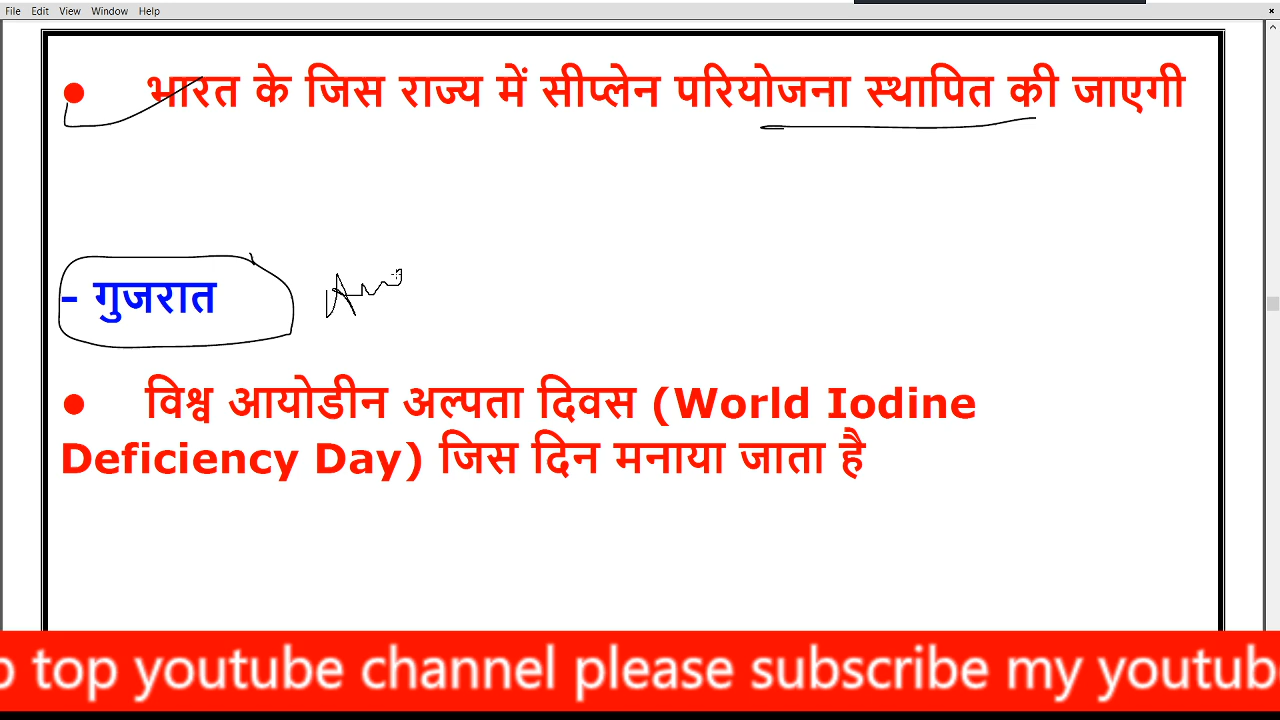 File Edit View Window Help
● भारत के जिस राज्य में सीप्लेन परियोजना स्थापित की जाएगी
- गुजरात
● विश्व आयोडीन अल्पता दिवस (World Iodine
Deficiency Day) जिस दिन मनाया जाता है
top youtube channel please subscribe my youtub